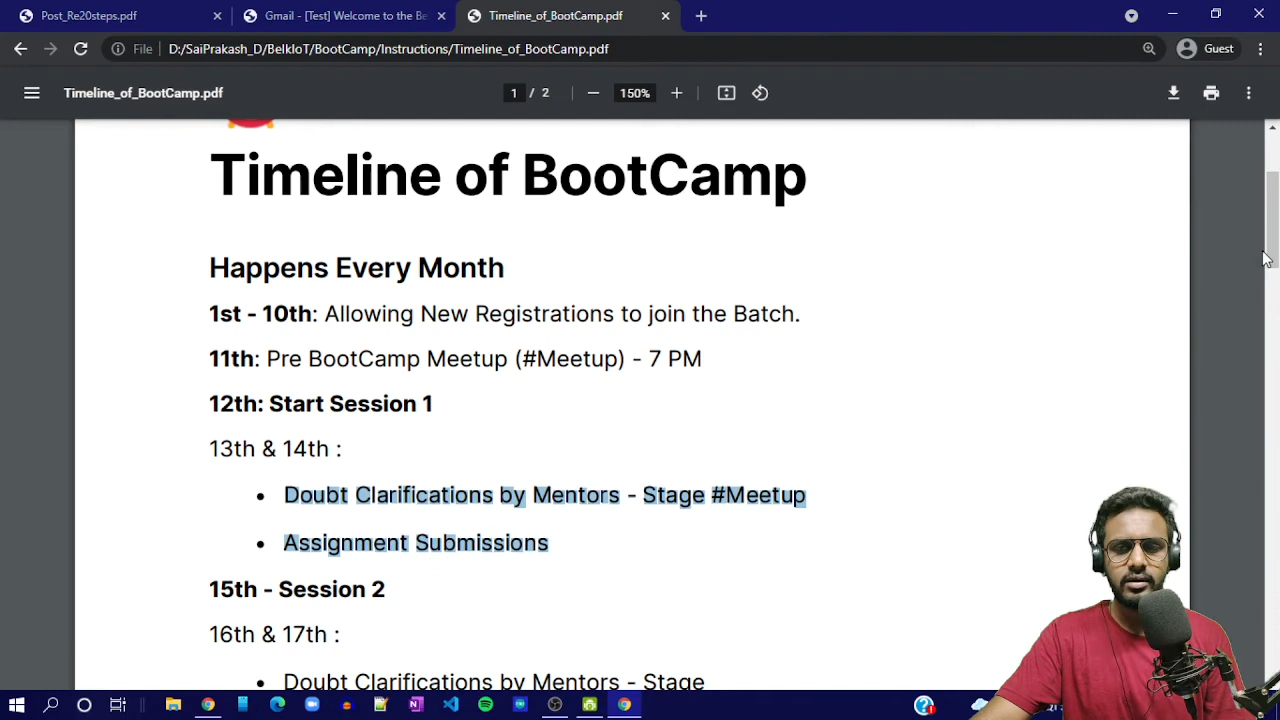 Post_Re20steps.pdf
Gmail - [Test] Welcome to the Be
Timeline_of_BootCamp.pdf
File
D:/SaiPrakash_D/BelkIoT/BootCamp/Instructions/Timeline_of_BootCamp.pdf
Guest
Timeline_of_BootCamp.pdf
1 / 2
150%
Timeline of BootCamp
Happens Every Month
1st - 10th: Allowing New Registrations to join the Batch.
11th: Pre BootCamp Meetup (#Meetup) - 7 PM
12th: Start Session 1
13th & 14th :
• Doubt Clarifications by Mentors - Stage #Meetup
• Assignment Submissions
15th - Session 2
16th & 17th :
• Doubt Clarifications by Mentors - Stage